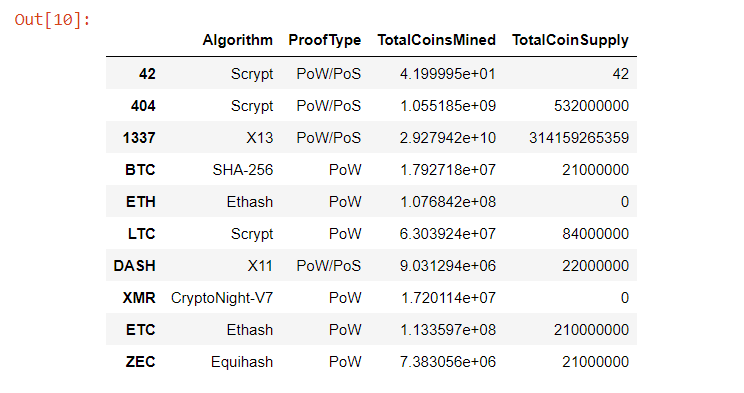 Out[10]:
Algorithm ProofType TotalCoinsMined TotalCoinSupply
42 Scrypt PoW/PoS 4.199995e+01 42
404 Scrypt PoW/PoS 1.055185e+09 532000000
1337 X13 PoW/PoS 2.927942e+10 314159265359
BTC SHA-256 PoW 1.792718e+07 21000000
ETH Ethash PoW 1.076842e+08 0
LTC Scrypt PoW 6.303924e+07 84000000
DASH X11 PoW/PoS 9.031294e+06 22000000
XMR CryptoNight-V7 PoW 1.720114e+07 0
ETC Ethash PoW 1.133597e+08 210000000
ZEC Equihash PoW 7.383056e+06 21000000